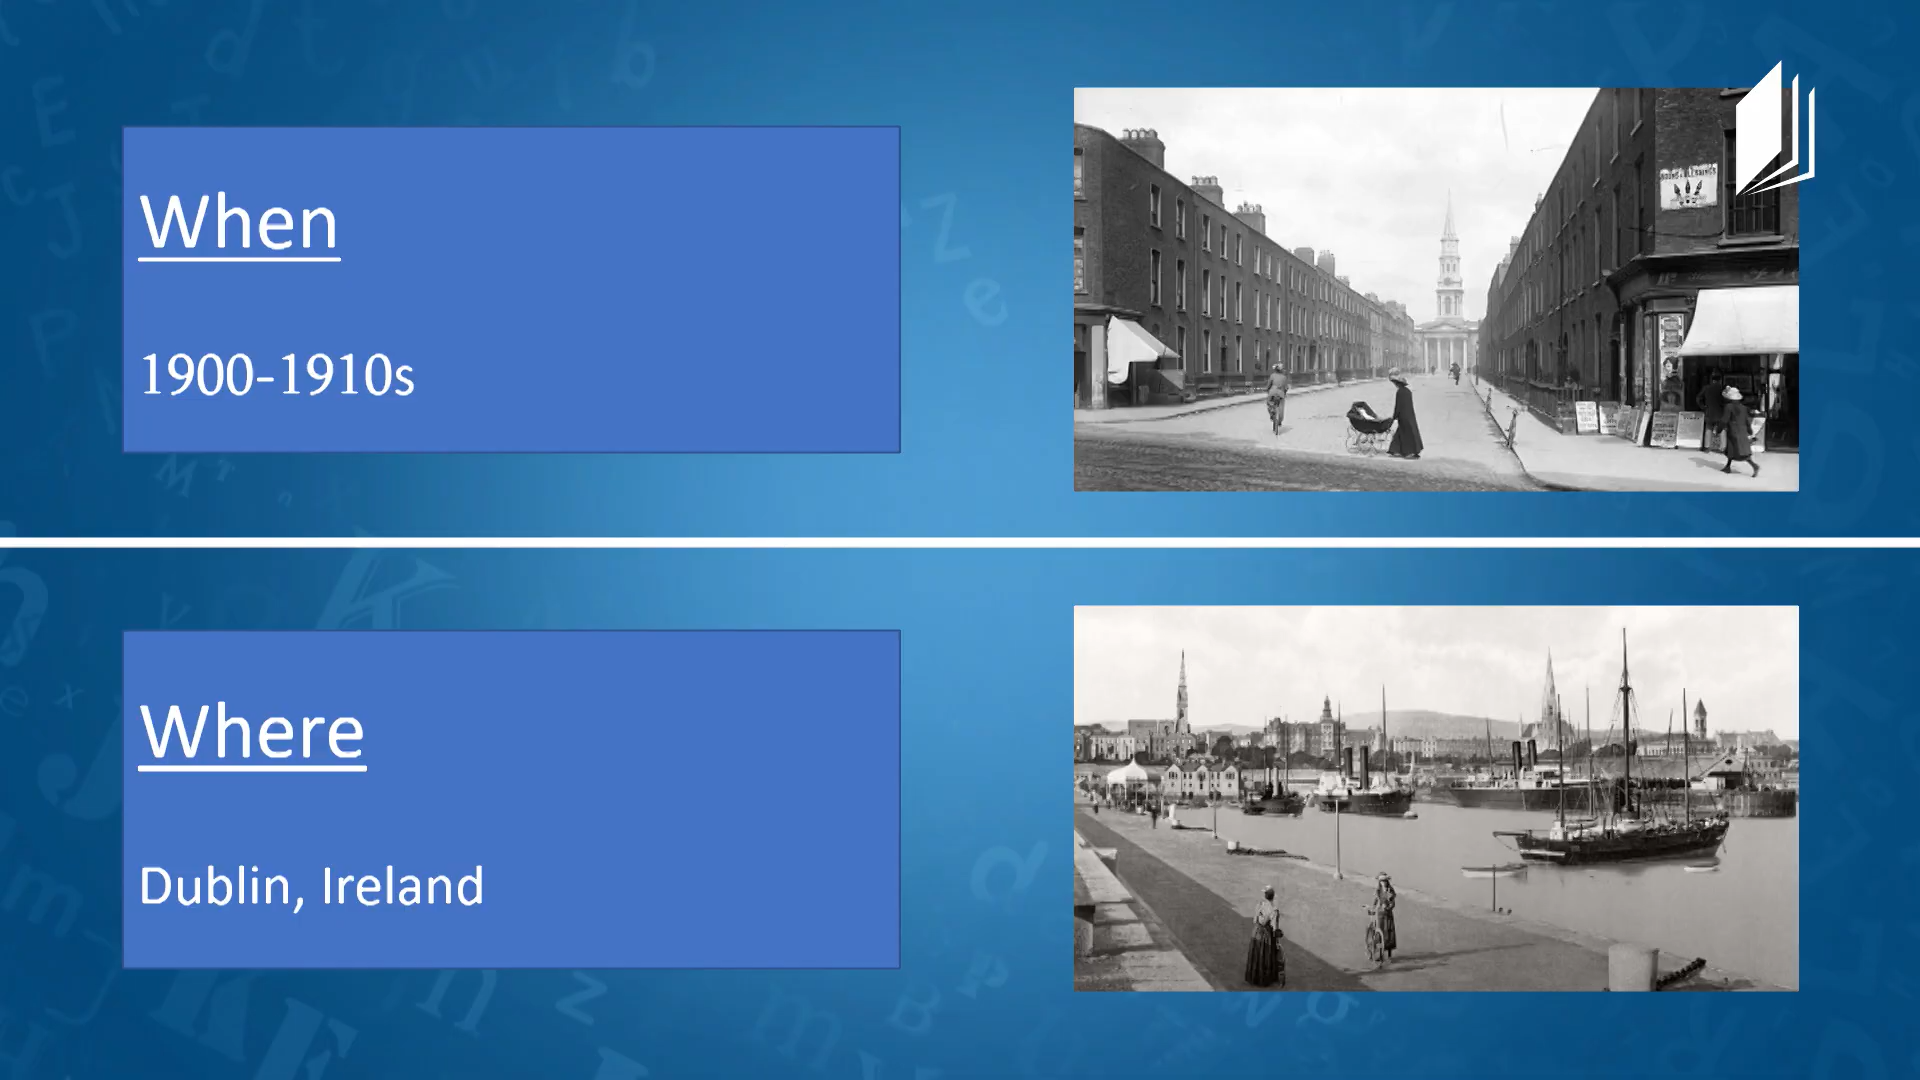 When
1900-1910s
Where
Dublin, Ireland